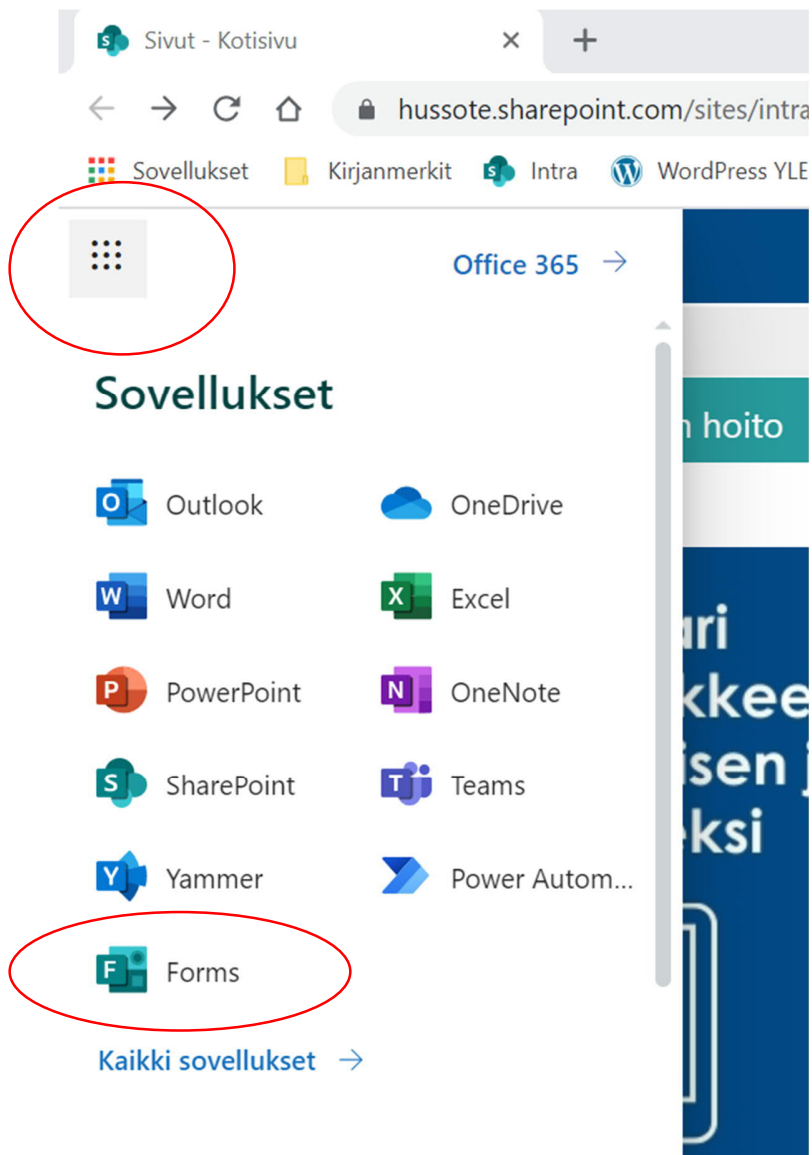 Sivut - Kotisivu
hussote.sharepoint.com/sites/intra
Sovellukset Kirjanmerkit Intra WordPress YLE
Office 365
Sovellukset
n hoito
Outlook OneDrive
Word Excel
PowerPoint OneNote
SharePoint Teams
Yammer Power Autom...
Forms
Kaikki sovellukset
ari
kkee
isen j
eksi